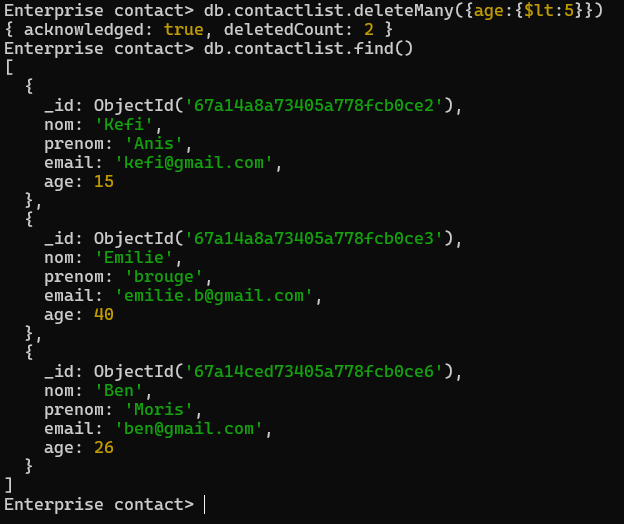 Enterprise contact> db.contactlist.deleteMany({age:{$lt:5}})
{ acknowledged: true, deletedCount: 2 }
Enterprise contact> db.contactlist.find()
[
  {
    _id: ObjectId('67a14a8a73405a778fcb0ce2'),
    nom: 'Kefi',
    prenom: 'Anis',
    email: 'kefi@gmail.com',
    age: 15
  },
  {
    _id: ObjectId('67a14a8a73405a778fcb0ce3'),
    nom: 'Emilie',
    prenom: 'brouge',
    email: 'emilie.b@gmail.com',
    age: 40
  },
  {
    _id: ObjectId('67a14ced73405a778fcb0ce6'),
    nom: 'Ben',
    prenom: 'Moris',
    email: 'ben@gmail.com',
    age: 26
  }
]
Enterprise contact>